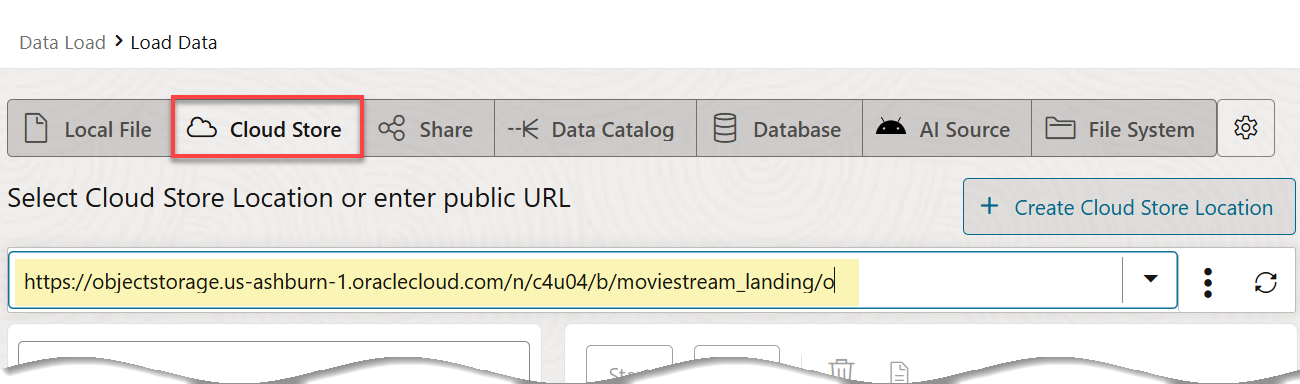 Data Load > Load Data
Local File Cloud Store Share Data Catalog Database AI Source File System
Select Cloud Store Location or enter public URL
+ Create Cloud Store Location
https://objectstorage.us-ashburn-1.oraclecloud.com/n/c4u04/b/moviestream_landing/o